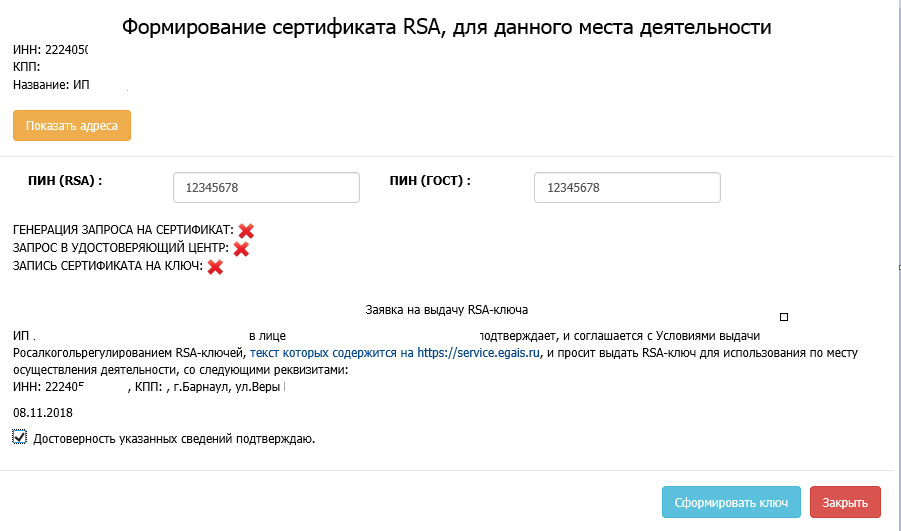 Формирование сертификата RSA, для данного места деятельности
ИНН: 222405
КПП:
Название: ИП
Показать адреса
ПИН (RSA) : 12345678 ПИН (ГОСТ) : 12345678
ГЕНЕРАЦИЯ ЗАПРОСА НА СЕРТИФИКАТ:
ЗАПРОС В УДОСТОВЕРЯЮЩИЙ ЦЕНТР:
ЗАПИСЬ СЕРТИФИКАТА НА КЛЮЧ:
Заявка на выдачу RSA-ключа
ИП в лице подтверждает, и соглашается с Условиями выдачи
Росалкогольрегулированием RSA-ключей, текст которых содержится на https://service.egais.ru, и просит выдать RSA-ключ для использования по месту
осуществления деятельности, со следующими реквизитами:
ИНН: 222405 , КПП: , г.Барнаул, ул.Веры
08.11.2018
Достоверность указанных сведений подтверждаю.
Сформировать ключ Закрыть